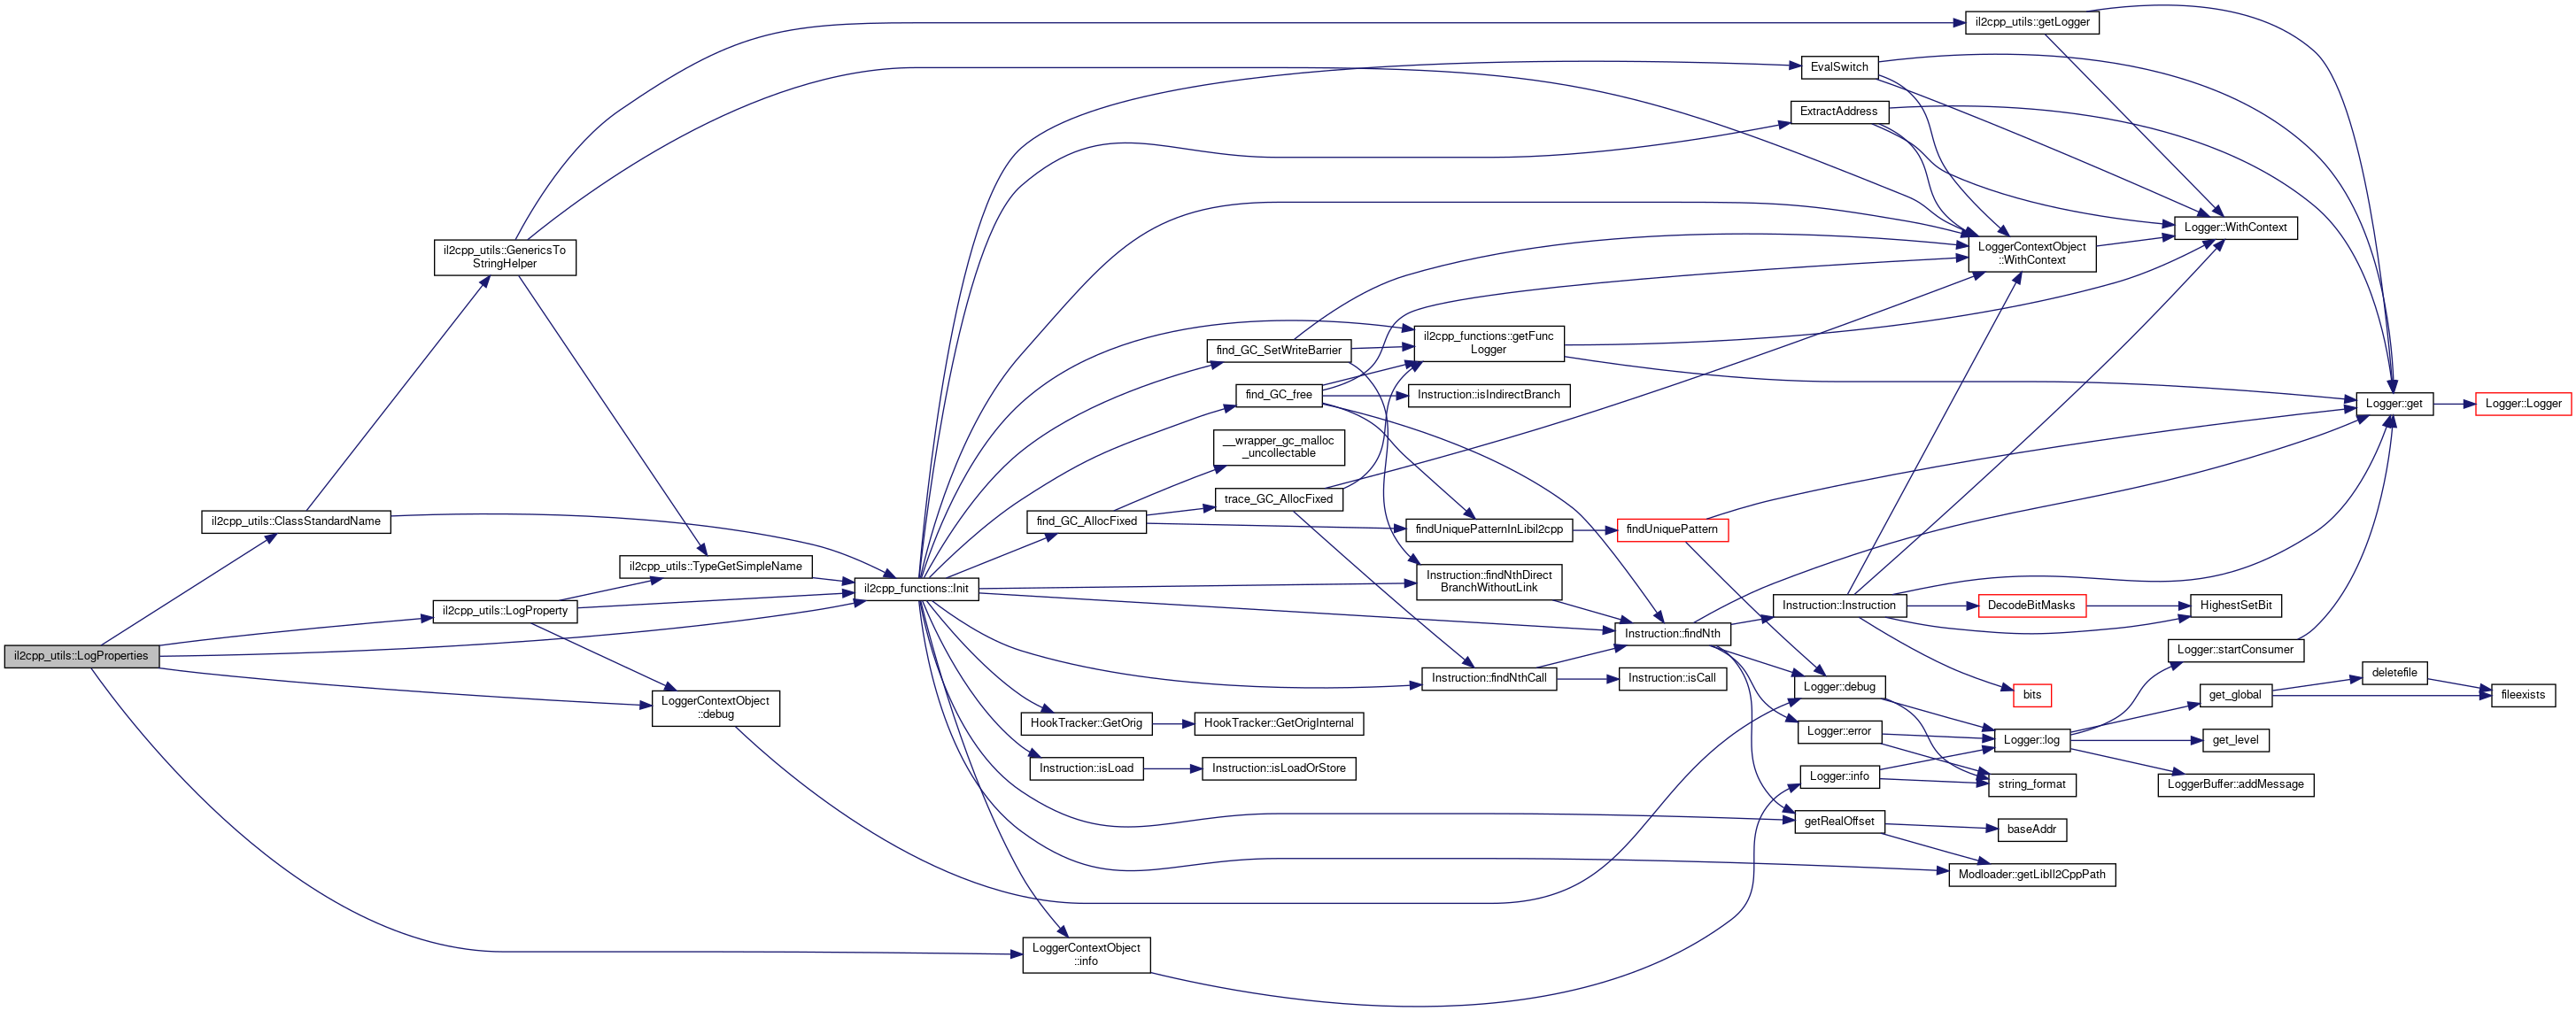 il2cpp_utils::LogProperties
il2cpp_utils::ClassStandardName
il2cpp_utils::GenericsTo
StringHelper
il2cpp_utils::LogProperty
il2cpp_utils::TypeGetSimpleName
LoggerContextObject
::debug
il2cpp_functions::Init
find_GC_AllocFixed
HookTracker::GetOrig
Instruction::isLoad
LoggerContextObject
::info
find_GC_SetWriteBarrier
find_GC_free
__wrapper_gc_malloc
_uncollectable
trace_GC_AllocFixed
HookTracker::GetOrigInternal
Instruction::isLoadOrStore
il2cpp_functions::getFunc
Logger
Instruction::isIndirectBranch
findUniquePatternInLibil2cpp
Instruction::findNthDirect
BranchWithoutLink
Instruction::findNthCall
findUniquePattern
Instruction::findNth
Instruction::isCall
EvalSwitch
ExtractAddress
Instruction::Instruction
Logger::debug
Logger::error
Logger::info
getRealOffset
il2cpp_utils::getLogger
LoggerContextObject
::WithContext
DecodeBitMasks
bits
Logger::log
string_format
baseAddr
Modloader::getLibIl2CppPath
Logger::WithContext
HighestSetBit
Logger::startConsumer
get_global
get_level
LoggerBuffer::addMessage
Logger::get
deletefile
Logger::Logger
fileexists